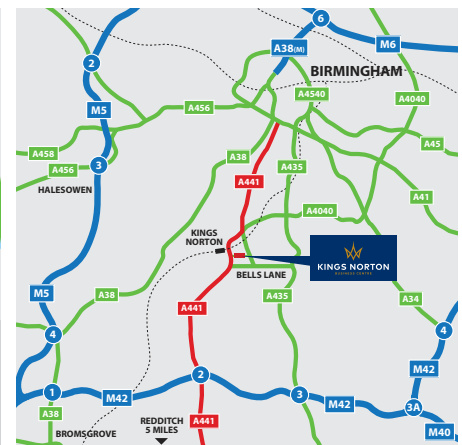 6
A38(M)
M6
BIRMINGHAM
2
A4540
A4040
M5
A456
A45
A458
A456
3
A38
A435
A441
HALESOWEN
A41
A4040
KINGS
NORTON
KINGS NORTON
BUSINESS CENTRE
BELLS LANE
M5
A38
A435
A34
A441
4
4
2
M42
1
M42
3
M42
3A
A38
BROMSGROVE
REDDITCH
5 MILES
A441
M40